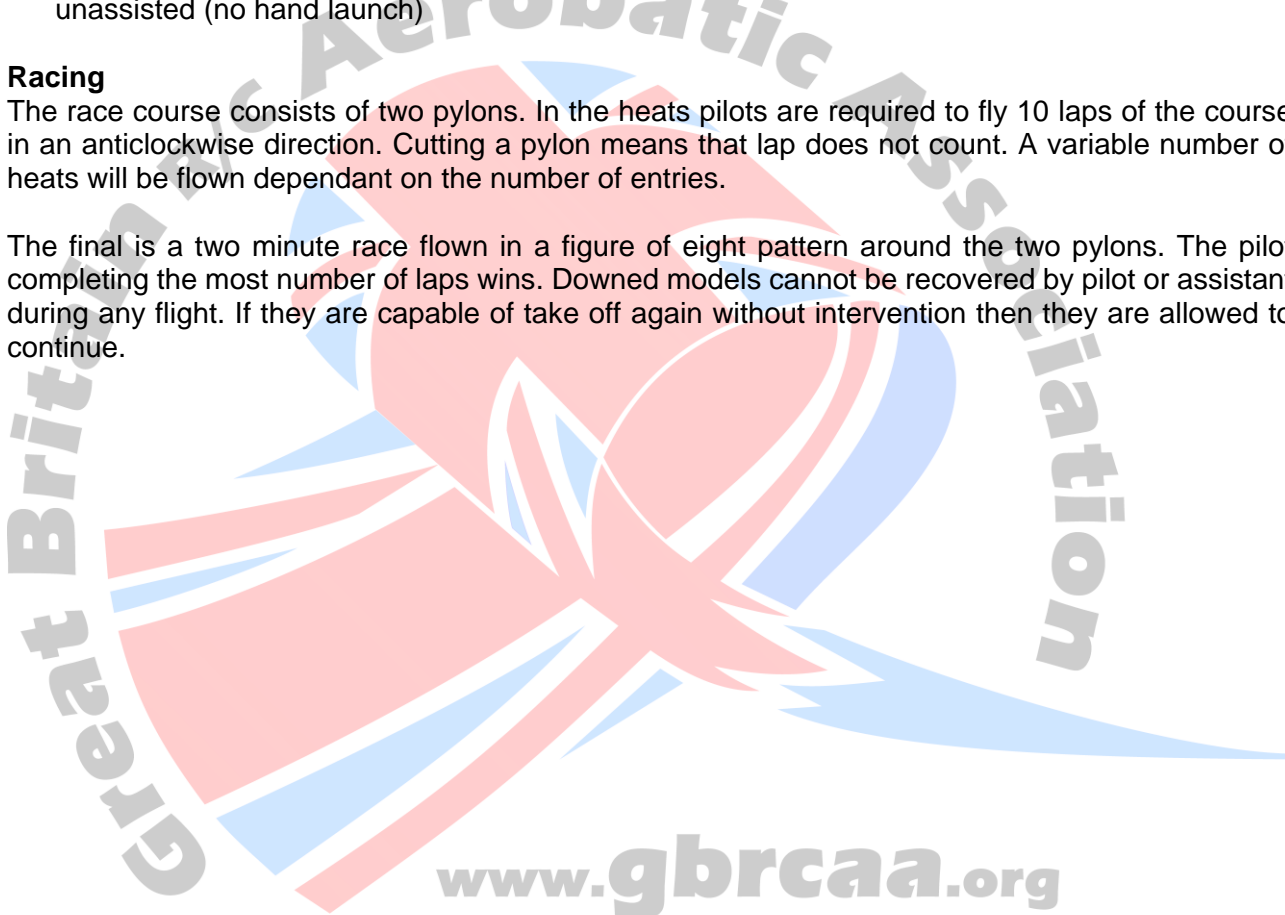 unassisted (no hand launch)
Racing
The race course consists of two pylons. In the heats pilots are required to fly 10 laps of the course
in an anticlockwise direction. Cutting a pylon means that lap does not count. A variable number of
heats will be flown dependant on the number of entries.
The final is a two minute race flown in a figure of eight pattern around the two pylons. The pilot
completing the most number of laps wins. Downed models cannot be recovered by pilot or assistant
during any flight. If they are capable of take off again without intervention then they are allowed to
continue.
Great Britain R/C Aerobatic Association
www.gbrcaa.org